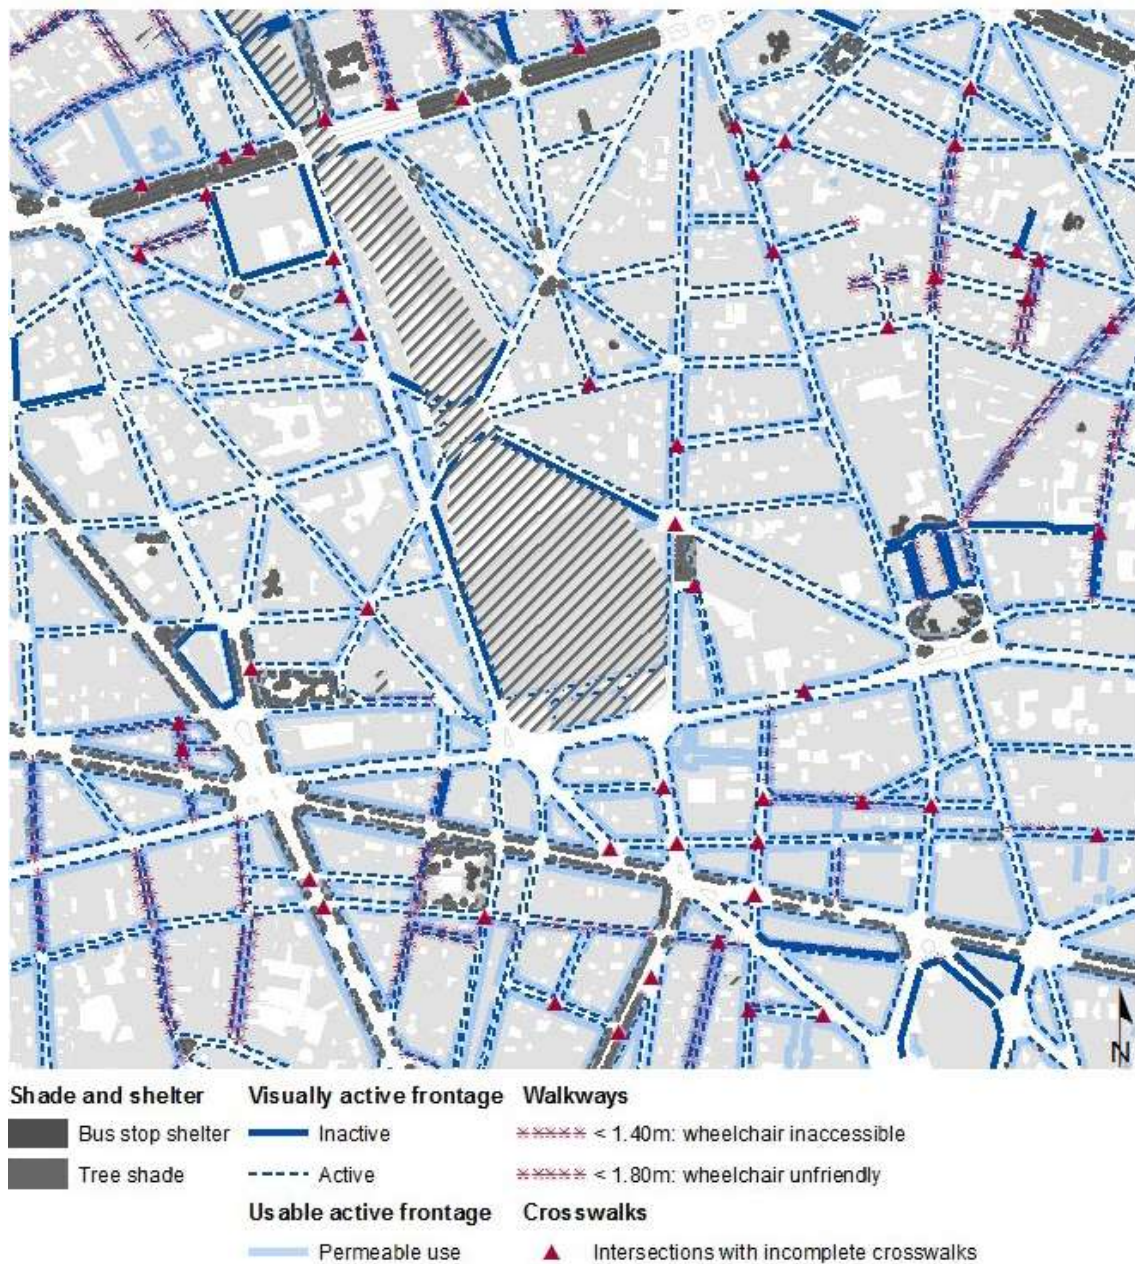 N
Shade and shelter
Bus stop shelter
Tree shade
Visually active frontage
Inactive
Active
Usable active frontage
Permeable use
Walkways
< 1.40m: wheelchair inaccessible
< 1.80m: wheelchair unfriendly
Crosswalks
Intersections with incomplete crosswalks